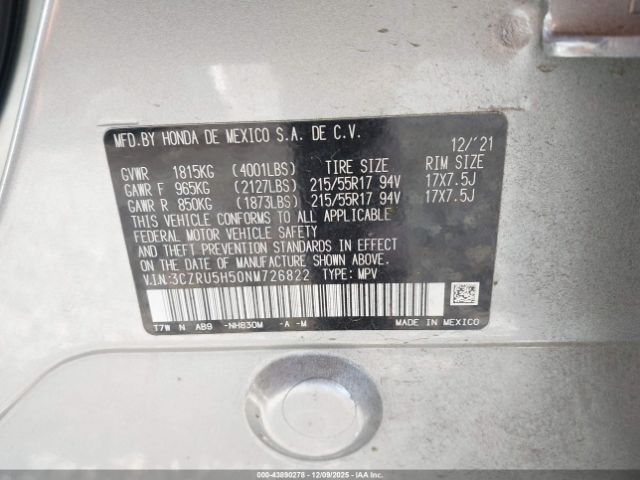 MFD.BY HONDA DE MEXICO S.A. DE C.V. 12/'21
GVWR 1815KG (4001LBS) TIRE SIZE RIM SIZE
GAWR F 965KG (2127LBS) 215/55R17 94V 17X7.5J
GAWR R 850KG (1873LBS) 215/55R17 94V 17X7.5J
THIS VEHICLE CONFORMS TO ALL APPLICABLE
FEDERAL MOTOR VEHICLE SAFETY
AND THEFT PREVENTION STANDARDS IN EFFECT
ON THE DATE OF MANUFACTURE SHOWN ABOVE.
V.I.N:3CZRU5H50NM726822 TYPE: MPV
T7W N AB9 -NH830M -A -M MADE IN MEXICO
000-43890278 12/09/2025 IAA Inc.